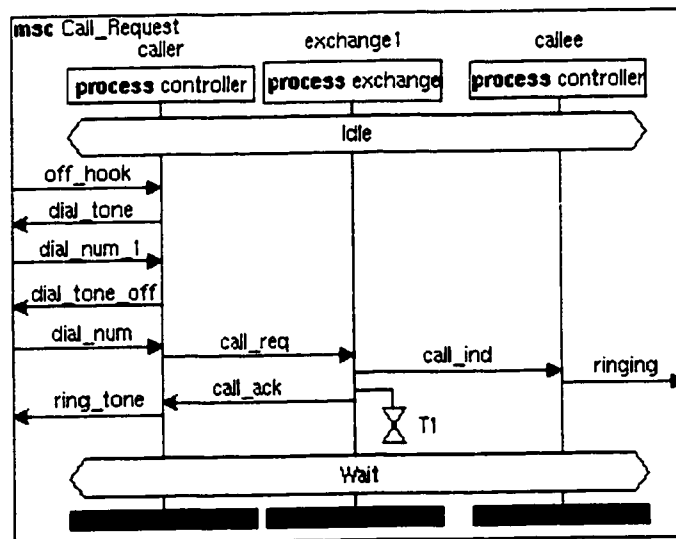 msc Call_Request
caller
exchange1
callee
process controller
process exchange
process controller
Idle
off_hook
dial_tone
dial_num_1
dial_tone_off
dial_num
call_req
call_ind
ringing
call_ack
ring_tone
T1
Wait